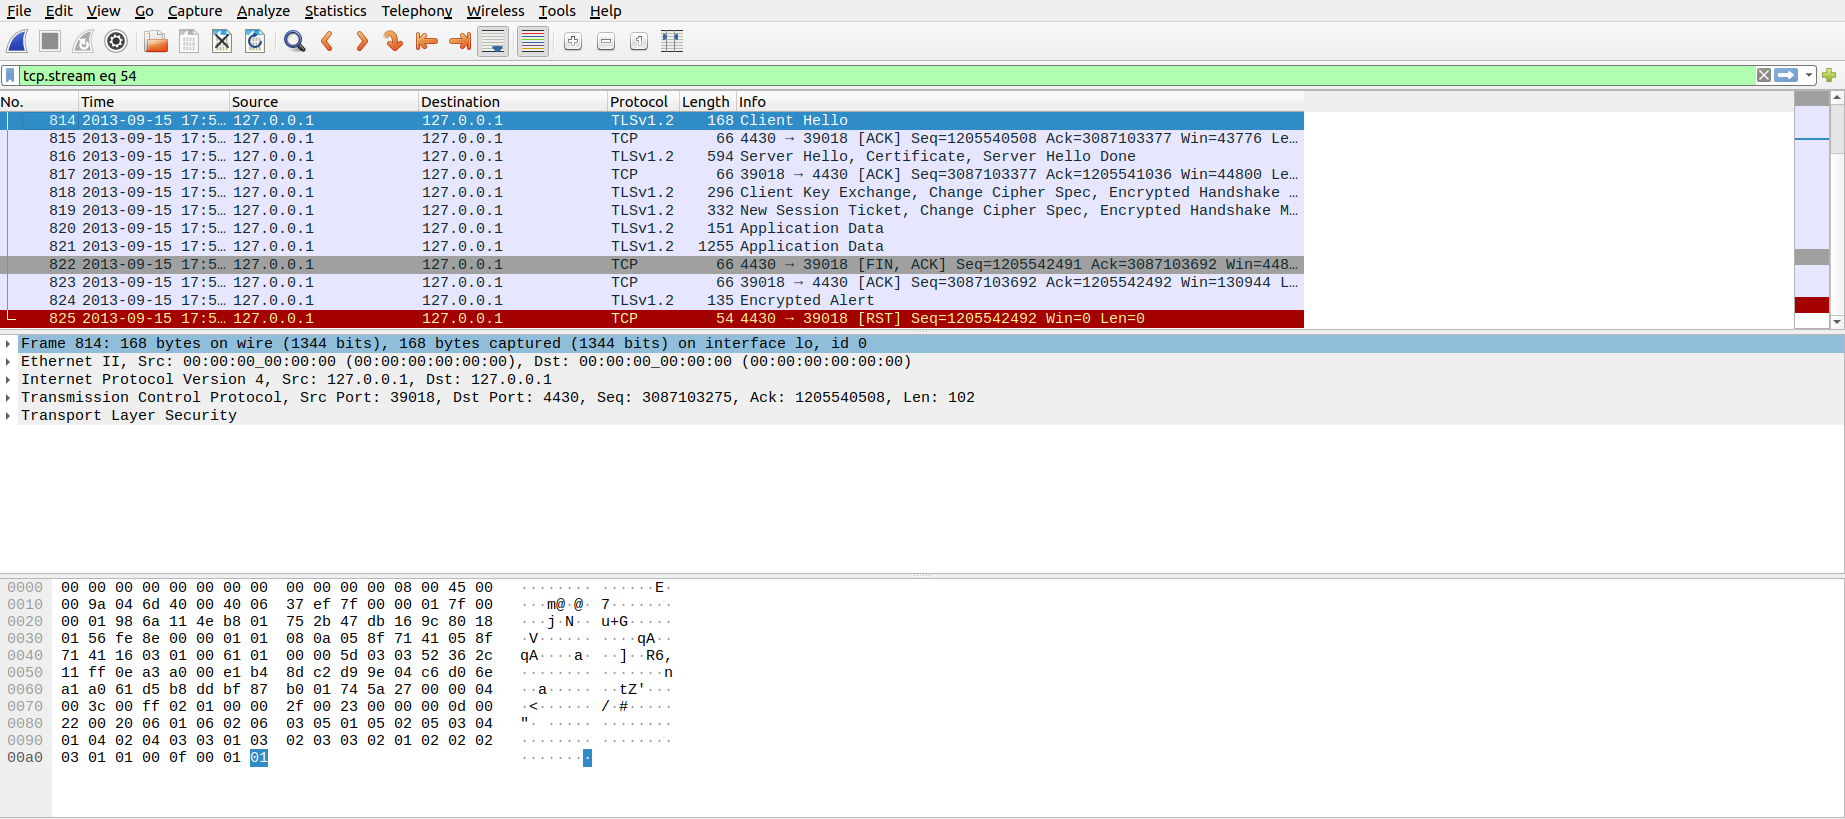 File Edit View Go Capture Analyze Statistics Telephony Wireless Tools Help
tcp.stream eq 54
No. Time Source Destination Protocol Length Info
814 2013-09-15 17:5… 127.0.0.1 127.0.0.1 TLSv1.2 168 Client Hello
815 2013-09-15 17:5… 127.0.0.1 127.0.0.1 TCP 66 4430 → 39018 [ACK] Seq=1205540508 Ack=3087103377 Win=43776 Le…
816 2013-09-15 17:5… 127.0.0.1 127.0.0.1 TLSv1.2 594 Server Hello, Certificate, Server Hello Done
817 2013-09-15 17:5… 127.0.0.1 127.0.0.1 TCP 66 39018 → 4430 [ACK] Seq=3087103377 Ack=1205541036 Win=44800 Le…
818 2013-09-15 17:5… 127.0.0.1 127.0.0.1 TLSv1.2 296 Client Key Exchange, Change Cipher Spec, Encrypted Handshake …
819 2013-09-15 17:5… 127.0.0.1 127.0.0.1 TLSv1.2 332 New Session Ticket, Change Cipher Spec, Encrypted Handshake M…
820 2013-09-15 17:5… 127.0.0.1 127.0.0.1 TLSv1.2 151 Application Data
821 2013-09-15 17:5… 127.0.0.1 127.0.0.1 TLSv1.2 1255 Application Data
822 2013-09-15 17:5… 127.0.0.1 127.0.0.1 TCP 66 4430 → 39018 [FIN, ACK] Seq=1205542491 Ack=3087103692 Win=448…
823 2013-09-15 17:5… 127.0.0.1 127.0.0.1 TCP 66 39018 → 4430 [ACK] Seq=3087103692 Ack=1205542492 Win=130944 L…
824 2013-09-15 17:5… 127.0.0.1 127.0.0.1 TLSv1.2 135 Encrypted Alert
825 2013-09-15 17:5… 127.0.0.1 127.0.0.1 TCP 54 4430 → 39018 [RST] Seq=1205542492 Win=0 Len=0
Frame 814: 168 bytes on wire (1344 bits), 168 bytes captured (1344 bits) on interface lo, id 0
Ethernet II, Src: 00:00:00_00:00:00 (00:00:00:00:00:00), Dst: 00:00:00_00:00:00 (00:00:00:00:00:00)
Internet Protocol Version 4, Src: 127.0.0.1, Dst: 127.0.0.1
Transmission Control Protocol, Src Port: 39018, Dst Port: 4430, Seq: 3087103275, Ack: 1205540508, Len: 102
Transport Layer Security
0000 00 00 00 00 00 00 00 00 00 00 00 00 08 00 45 00 ········ ······E·
0010 00 9a 04 6d 40 00 40 06 37 ef 7f 00 00 01 7f 00 ···m@·@· 7·······
0020 00 01 98 6a 11 4e b8 01 75 2b 47 db 16 9c 80 18 ···j·N·· u+G·····
0030 01 56 fe 8e 00 00 01 01 08 0a 05 8f 71 41 05 8f ·V······ ····qA··
0040 71 41 16 03 01 00 61 01 00 00 5d 03 03 52 36 2c qA····a· ··]··R6,
0050 11 ff 0e a3 a0 00 e1 b4 8d c2 d9 9e 04 c6 d0 6e ········ ·······n
0060 a1 a0 61 d5 b8 dd bf 87 b0 01 74 5a 27 00 00 04 ··a····· ··tZ'···
0070 00 3c 00 ff 02 01 00 00 2f 00 23 00 00 00 0d 00 ·<······ /·#·····
0080 22 00 20 06 01 06 02 06 03 05 01 05 02 05 03 04 "· ····· ········
0090 01 04 02 04 03 03 01 03 02 03 03 02 01 02 02 02 ········ ········
00a0 03 01 01 00 0f 00 01 01 ········